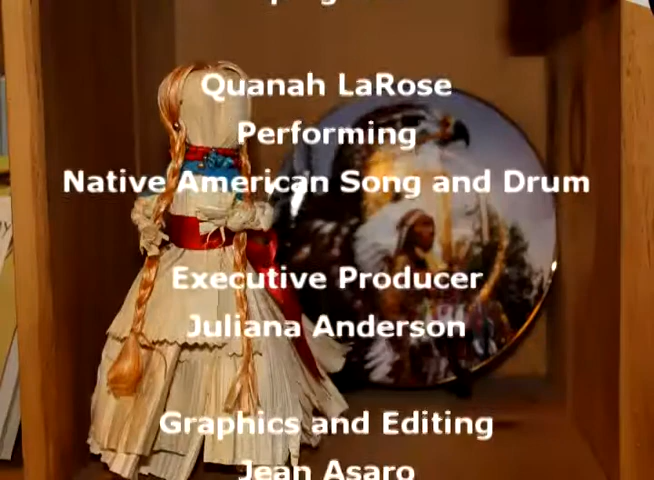 Quanah LaRose
Performing
Native American Song and Drum
Executive Producer
Juliana Anderson
Graphics and Editing
Jean Asaro